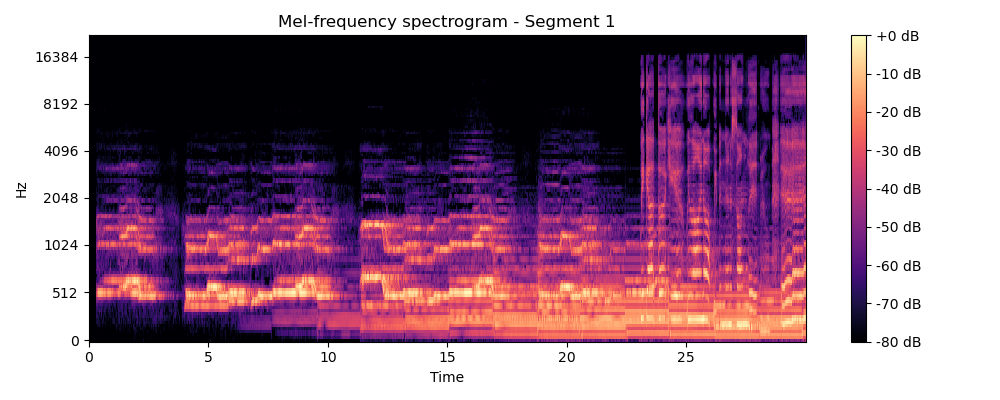 Mel-frequency spectrogram - Segment 1
+0 dB
-10 dB
-20 dB
-30 dB
-40 dB
-50 dB
-60 dB
-70 dB
-80 dB
16384
8192
4096
2048
1024
512
0
Hz
0 5 10 15 20 25
Time